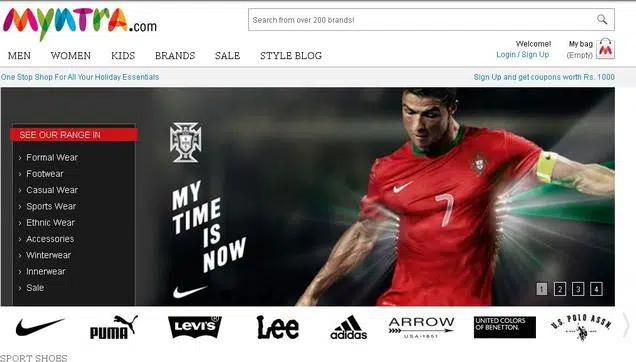 myntra.com
Search from over 200 brands!
MEN WOMEN KIDS BRANDS SALE STYLE BLOG
Welcome!
Login / Sign Up
My bag
(Empty)
One Stop Shop For All Your Holiday Essentials
Sign Up and get coupons worth Rs. 1000
SEE OUR RANGE IN
› Formal Wear
› Footwear
› Casual Wear
› Sports Wear
› Ethnic Wear
› Accessories
› Winterwear
› Innerwear
› Sale
MY
TIME
IS
NOW
7
1 2 3 4
PUMA
LEVI'S
Lee
adidas
ARROW
USA•1851
UNITED COLORS
OF BENETTON.
U.S. POLO ASSN.
SPORT SHOES